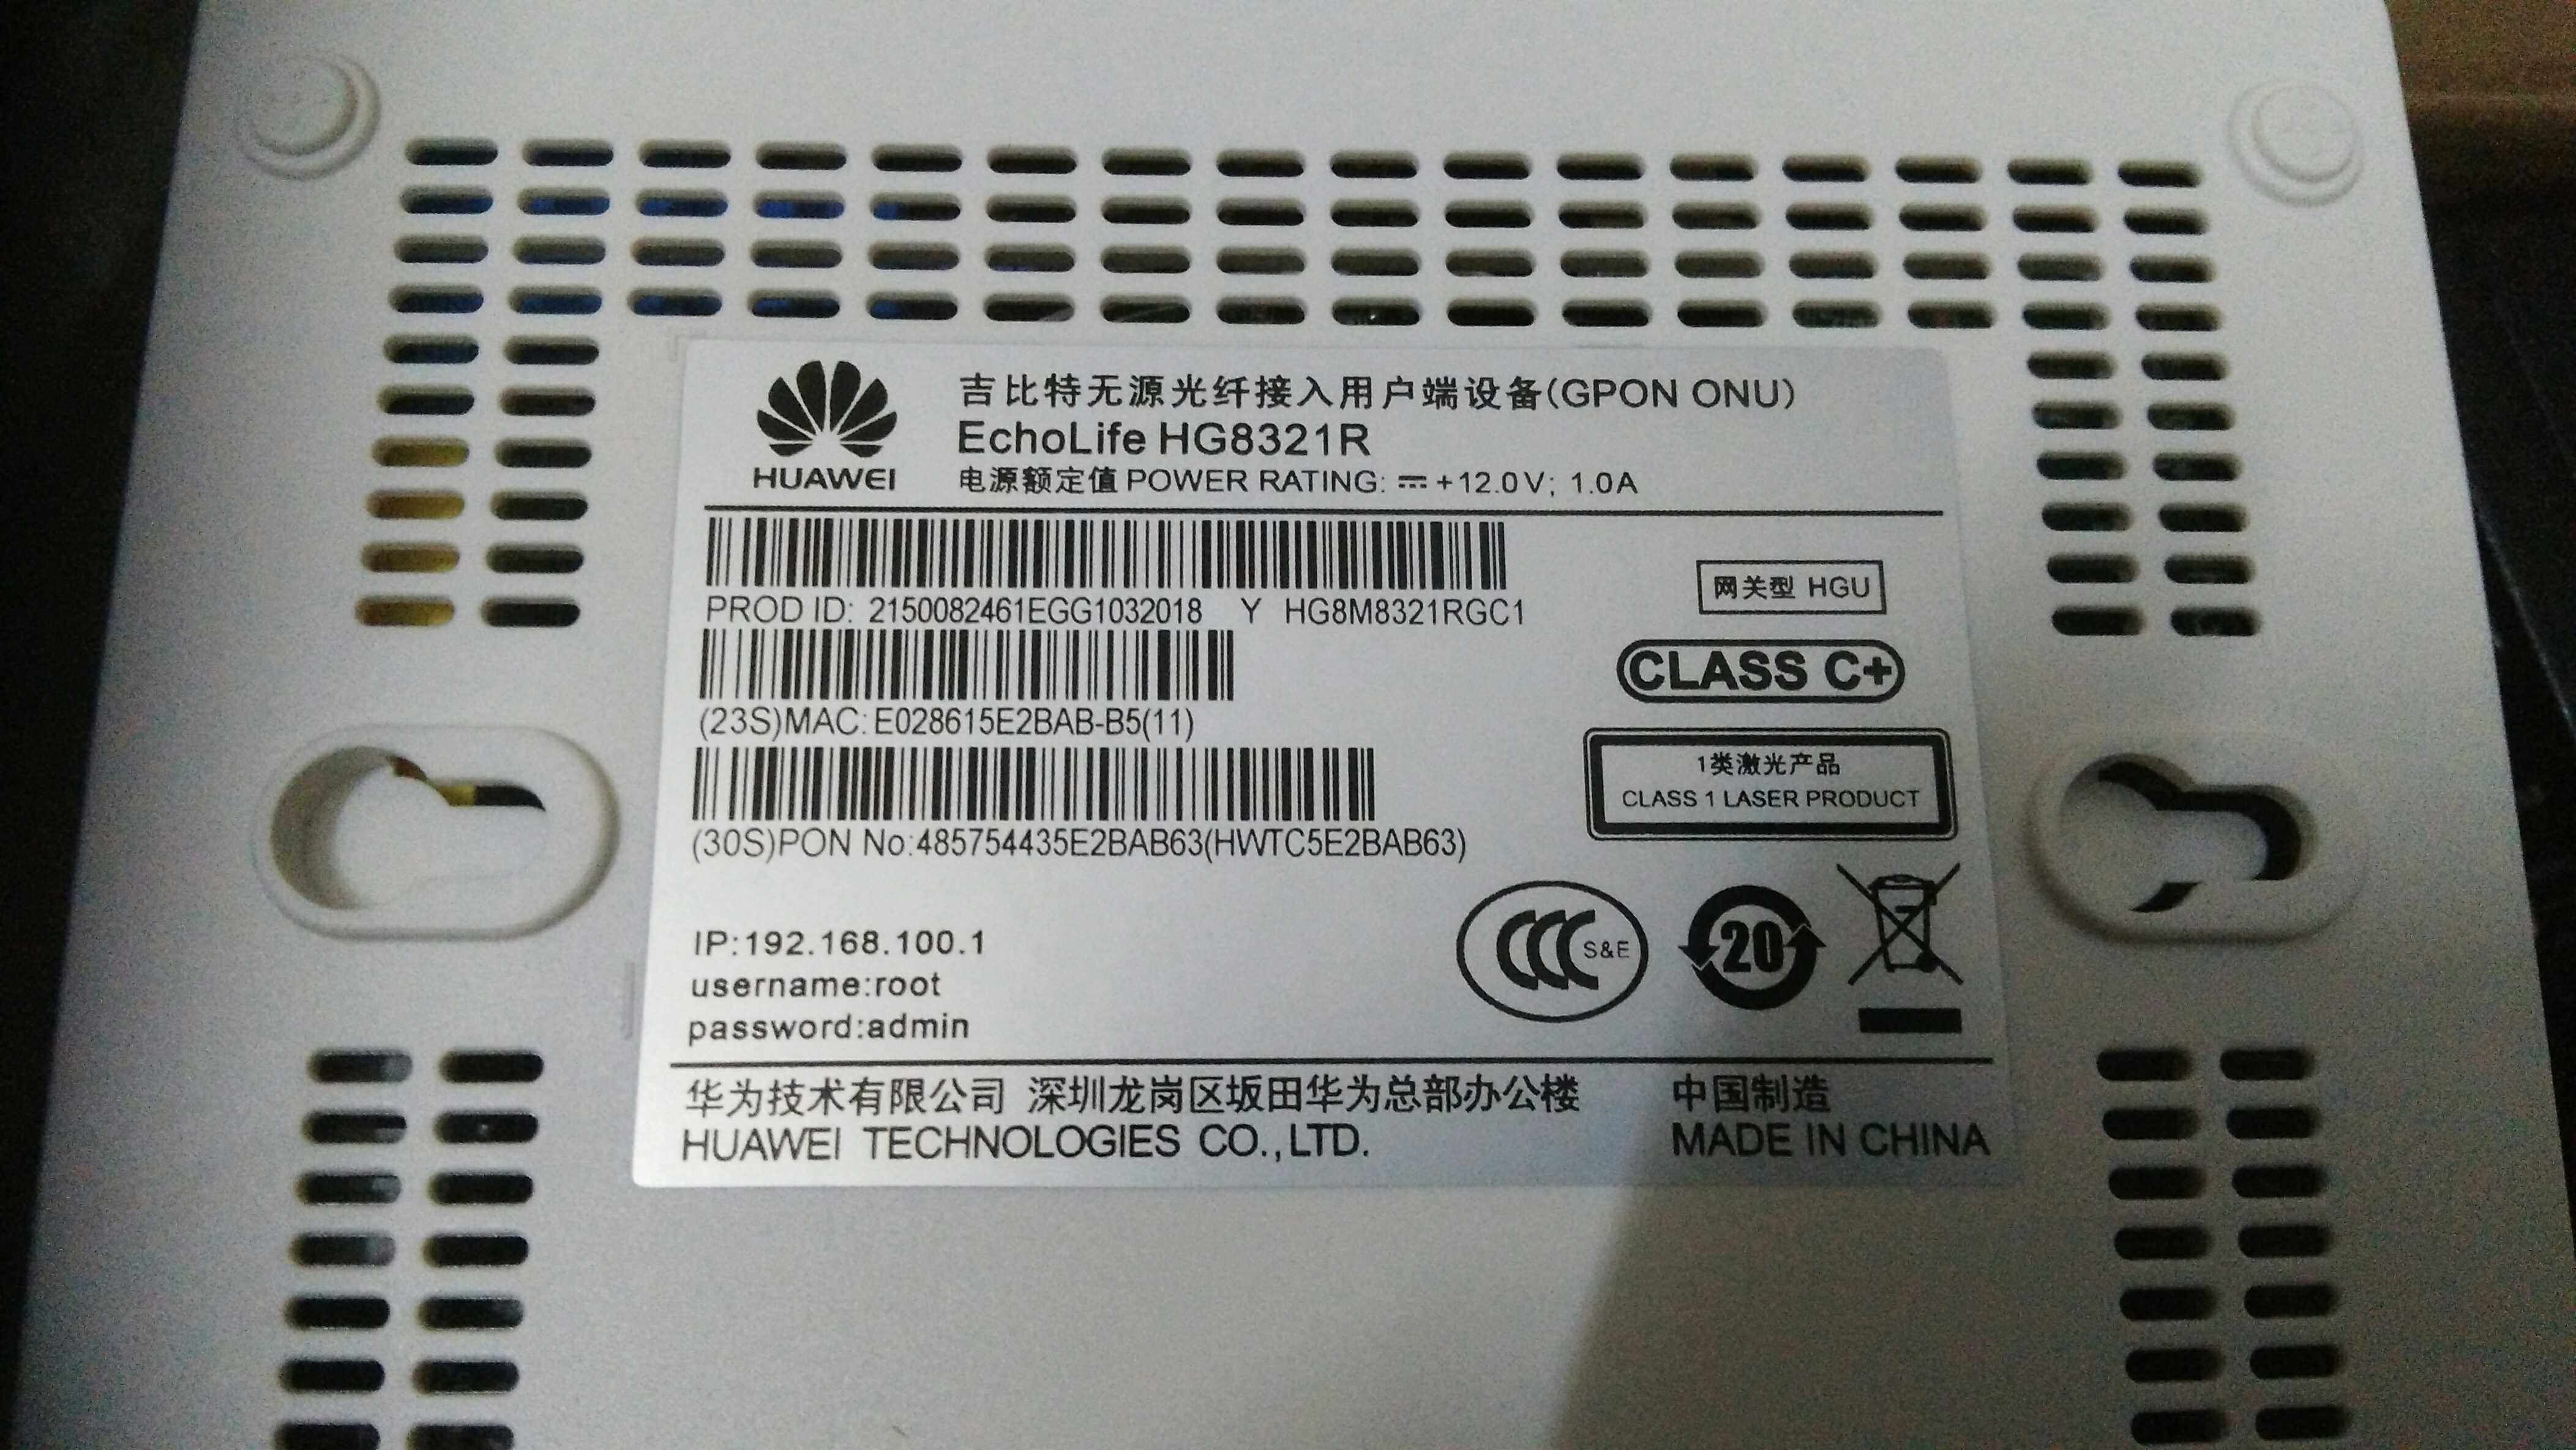 吉比特无源光纤接入用户端设备(GPON ONU)
EchoLife HG8321R
HUAWEI
电源额定值 POWER RATING: ⎓ +12.0V; 1.0A
PROD ID: 2150082461EGG1032018 Y HG8M8321RGC1
网关型 HGU
CLASS C+
(23S)MAC: E028615E2BAB-B5(11)
1类激光产品
CLASS 1 LASER PRODUCT
(30S)PON No:485754435E2BAB63(HWTC5E2BAB63)
CCC S&E
20
IP:192.168.100.1
username:root
password:admin
华为技术有限公司 深圳龙岗区坂田华为总部办公楼 中国制造
HUAWEI TECHNOLOGIES CO.,LTD. MADE IN CHINA